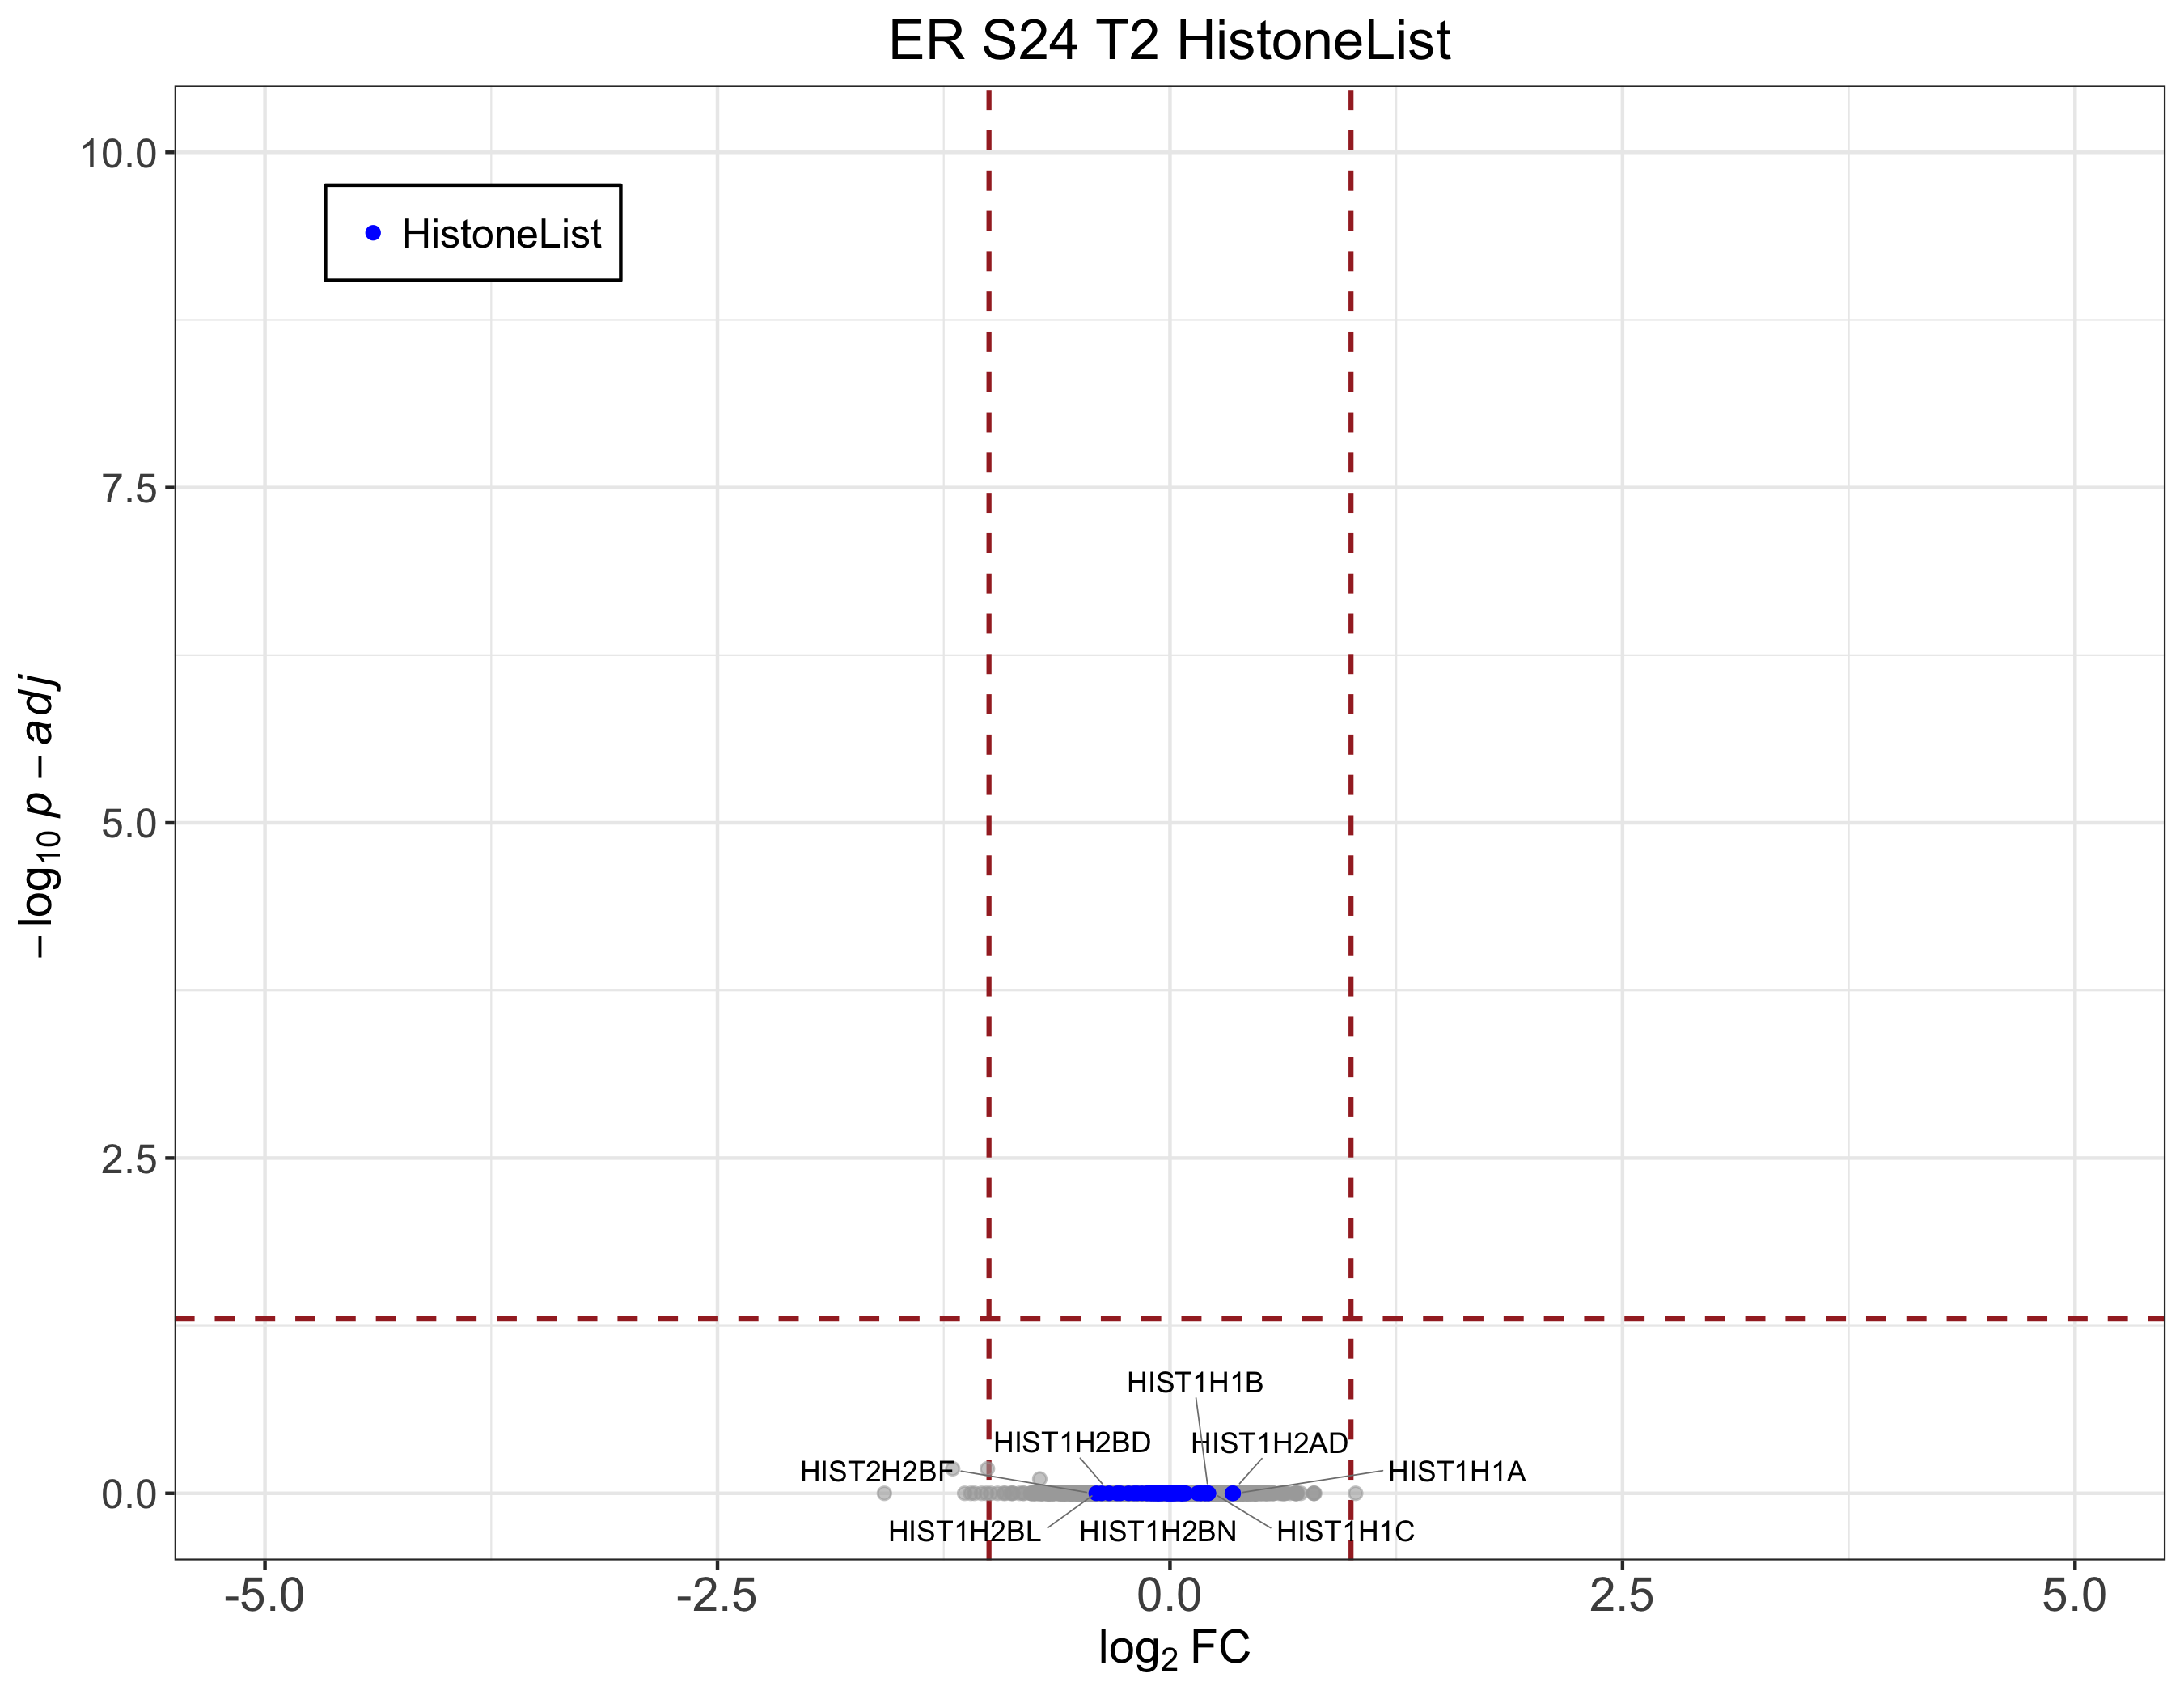 ER S24 T2 HistoneList
10.0
HistoneList
7.5
5.0
2.5
0.0
−log10 p − adj
HIST1H1B
HIST1H2BD
HIST1H2AD
HIST2H2BF
HIST1H1A
HIST1H2BL
HIST1H2BN
HIST1H1C
-5.0
-2.5
0.0
2.5
5.0
log2 FC